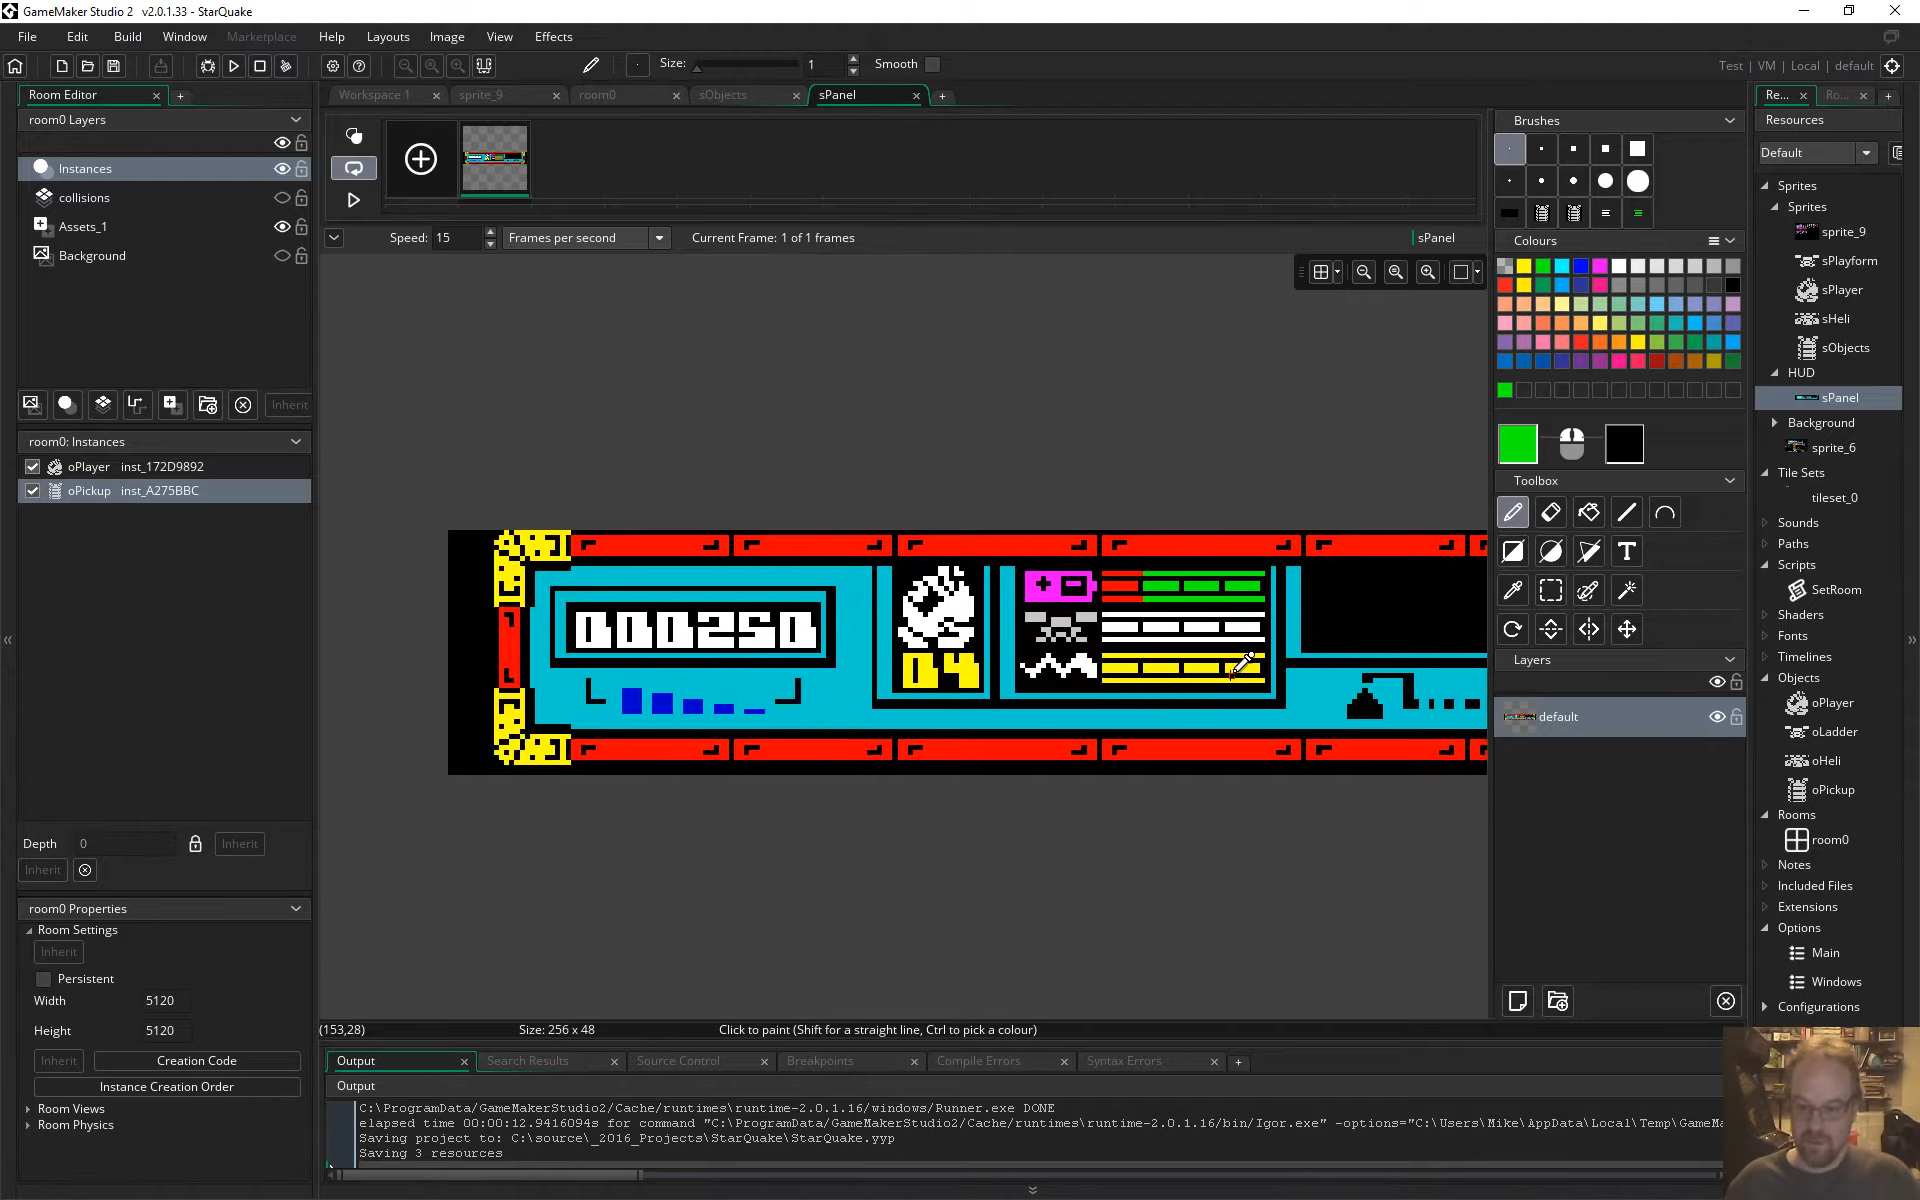 GameMaker Studio 2   v2.0.1.33 - StarQuake
File Edit Build Window Marketplace Help Layouts Image View Effects
Size: 1 Smooth
Test | VM | Local | default
Room Editor
Workspace 1 sprite_9 room0 sObjects sPanel
Re... Ro...
room0 Layers
Brushes
Resources
Default
Instances
collisions
Assets_1
Background
Speed: 15 Frames per second Current Frame: 1 of 1 frames
sPanel
Colours
Sprites
Sprites
sprite_9
sPlayform
sPlayer
sHeli
sObjects
HUD
sPanel
Background
sprite_6
Tile Sets
tileset_0
Sounds
Paths
Scripts
SetRoom
Shaders
Fonts
Timelines
Objects
oPlayer
oLadder
oHeli
oPickup
Rooms
room0
Notes
Included Files
Extensions
Options
Main
Windows
Configurations
Inherit
room0: Instances
oPlayer inst_172D9892
oPickup inst_A275BBC
Toolbox
T
Layers
default
000250
04
Depth 0 Inherit
Inherit
room0 Properties
Room Settings
Inherit
Persistent
Width 5120
Height 5120
Inherit Creation Code
Instance Creation Order
Room Views
Room Physics
(153,28) Size: 256 x 48 Click to paint (Shift for a straight line, Ctrl to pick a colour)
Output Search Results Source Control Breakpoints Compile Errors Syntax Errors
Output
C:\ProgramData/GameMakerStudio2/Cache/runtimes\runtime-2.0.1.16/windows/Runner.exe DONE
elapsed time 00:00:12.9416094s for command "C:\ProgramData/GameMakerStudio2/Cache/runtimes\runtime-2.0.1.16/bin/Igor.exe" -options="C:\Users\Mike\AppData\Local\Temp\GameMa
Saving project to: C:\source\_2016_Projects\StarQuake\StarQuake.yyp
Saving 3 resources